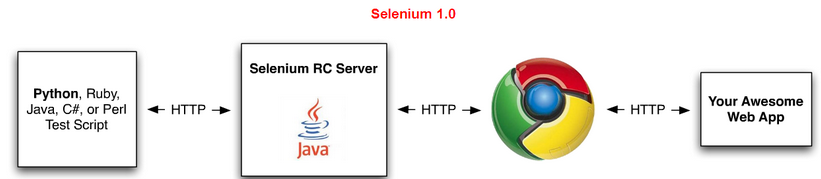 Selenium 1.0
Python, Ruby,
Java, C#, or Perl
Test Script
HTTP
Selenium RC Server
Java
HTTP
HTTP
Your Awesome
Web App